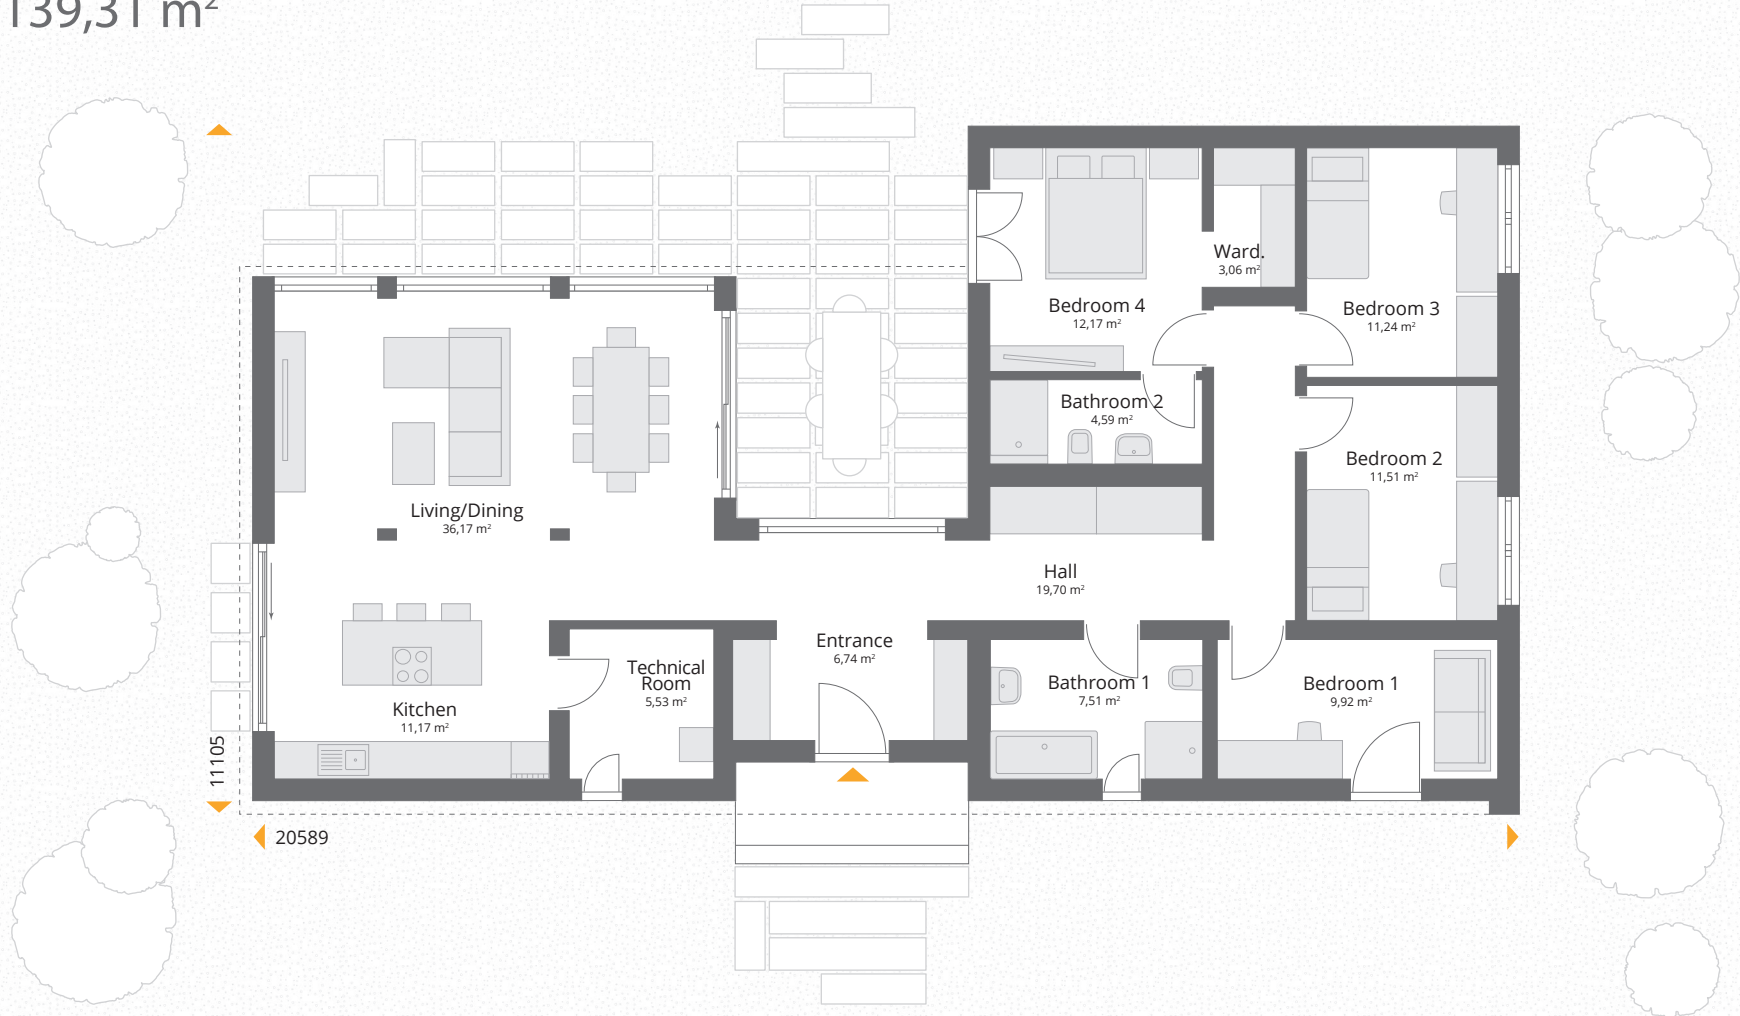 139,31 m²
Ward.
3,06 m²
Bedroom 4
12,17 m²
Bedroom 3
11,24 m²
Bathroom 2
4,59 m²
Bedroom 2
11,51 m²
Living/Dining
36,17 m²
Hall
19,70 m²
Entrance
6,74 m²
Technical
Room
5,53 m²
Bathroom 1
7,51 m²
Bedroom 1
9,92 m²
Kitchen
11,17 m²
11105
20589